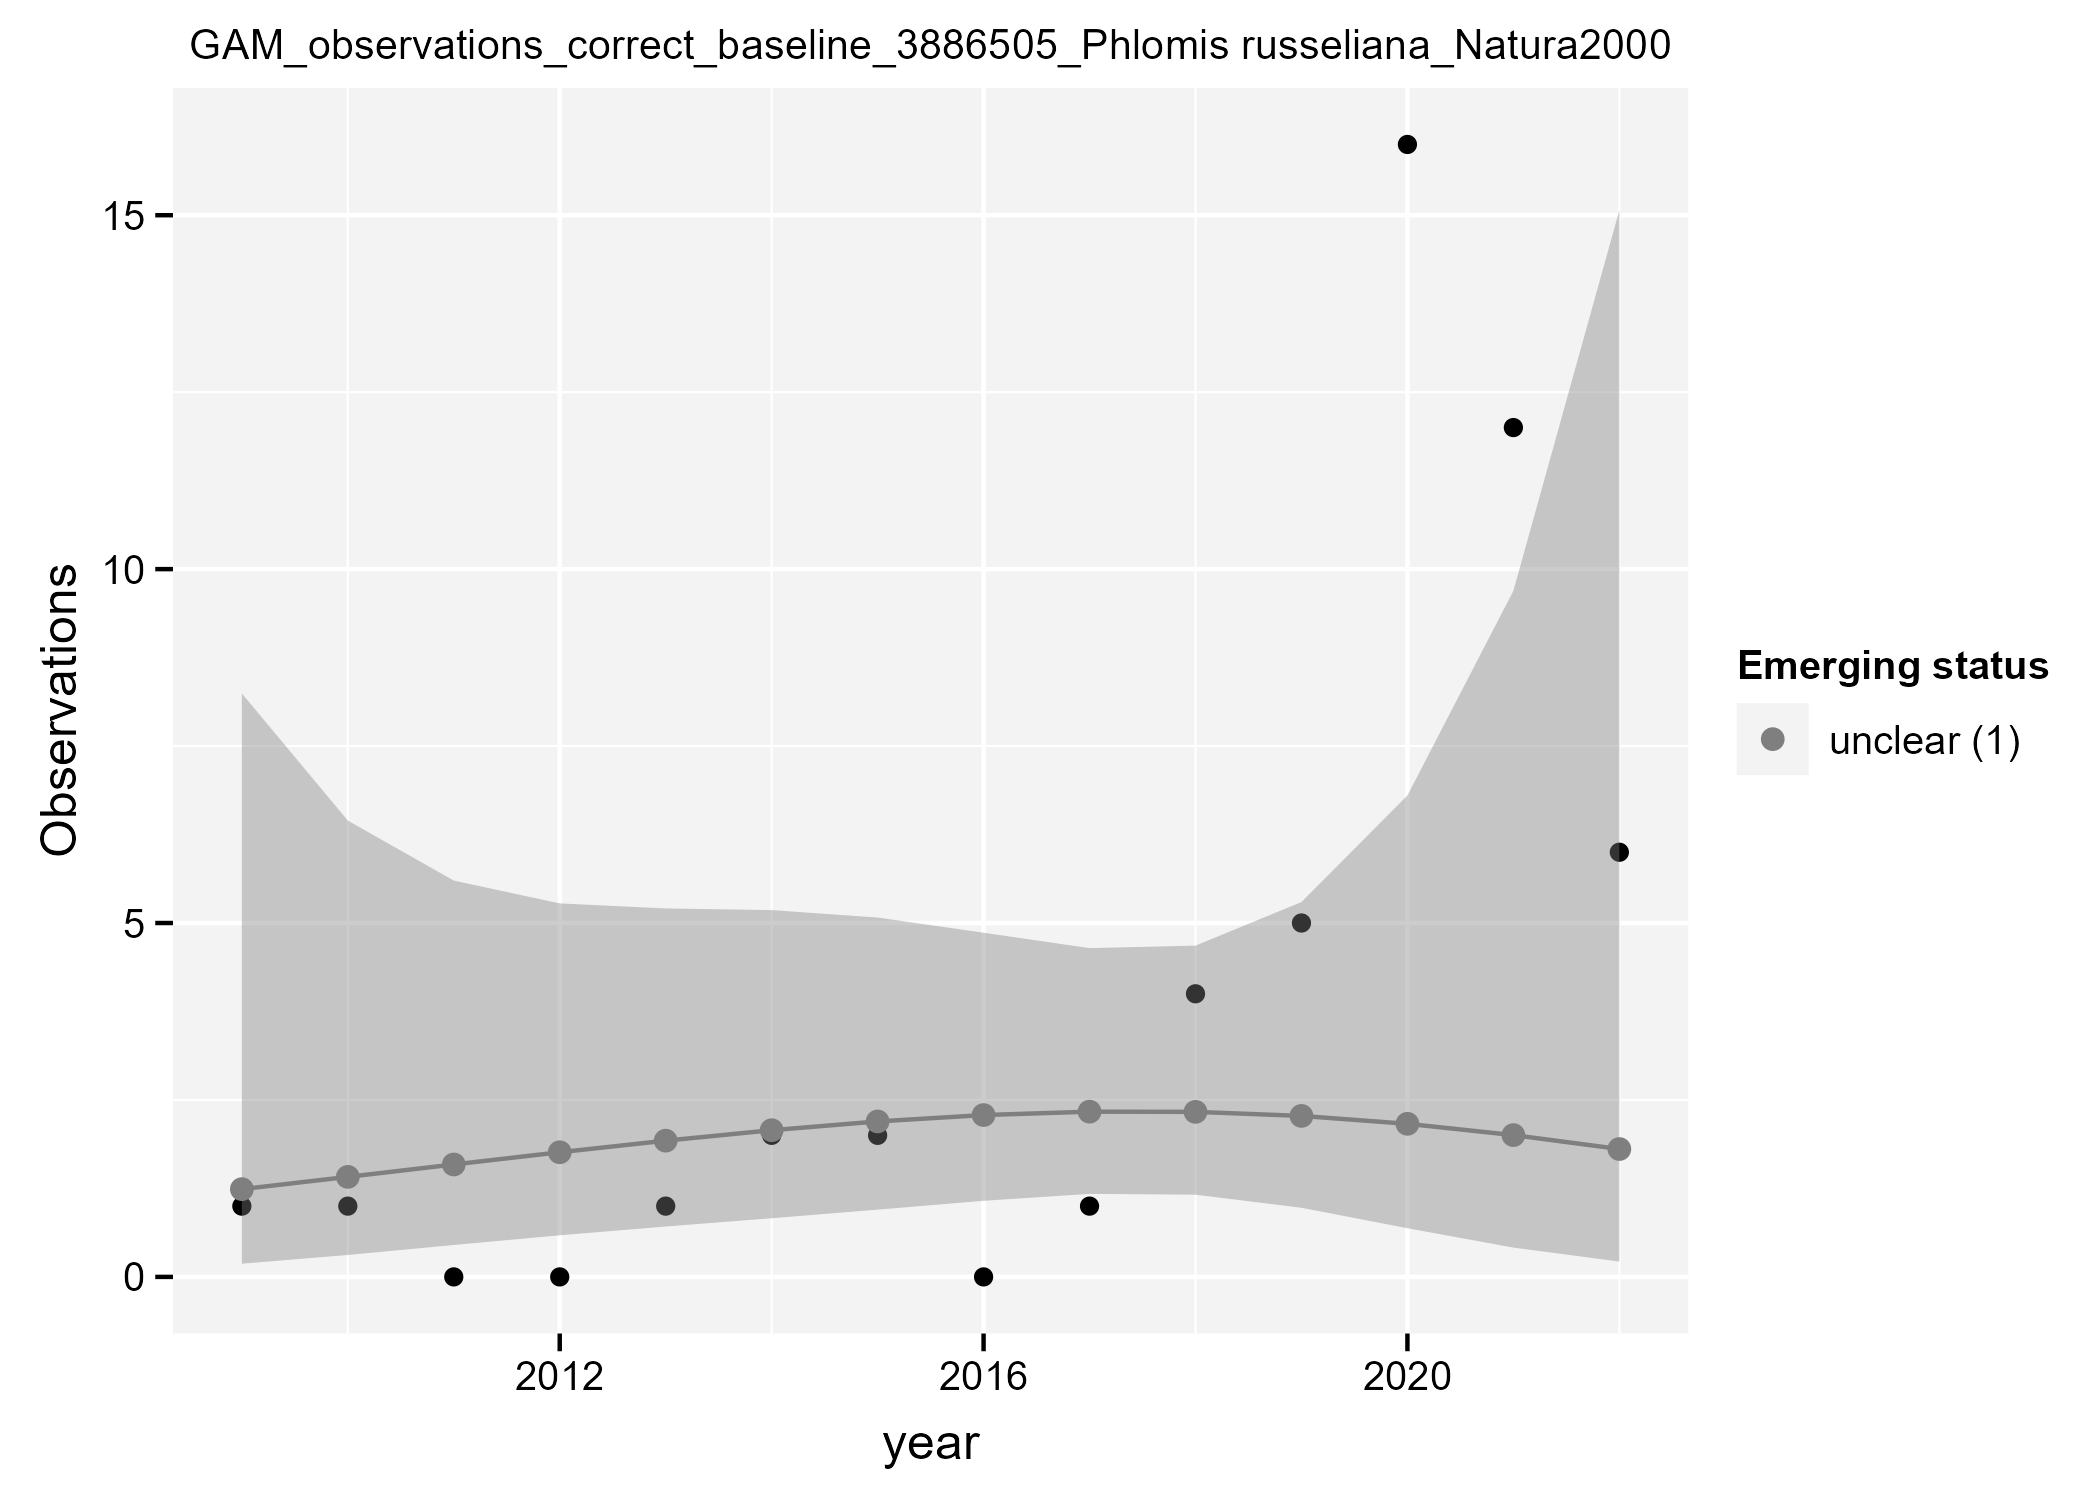 GAM_observations_correct_baseline_3886505_Phlomis russeliana_Natura2000
15
10
5
0
Observations
2012
2016
2020
year
Emerging status
unclear (1)